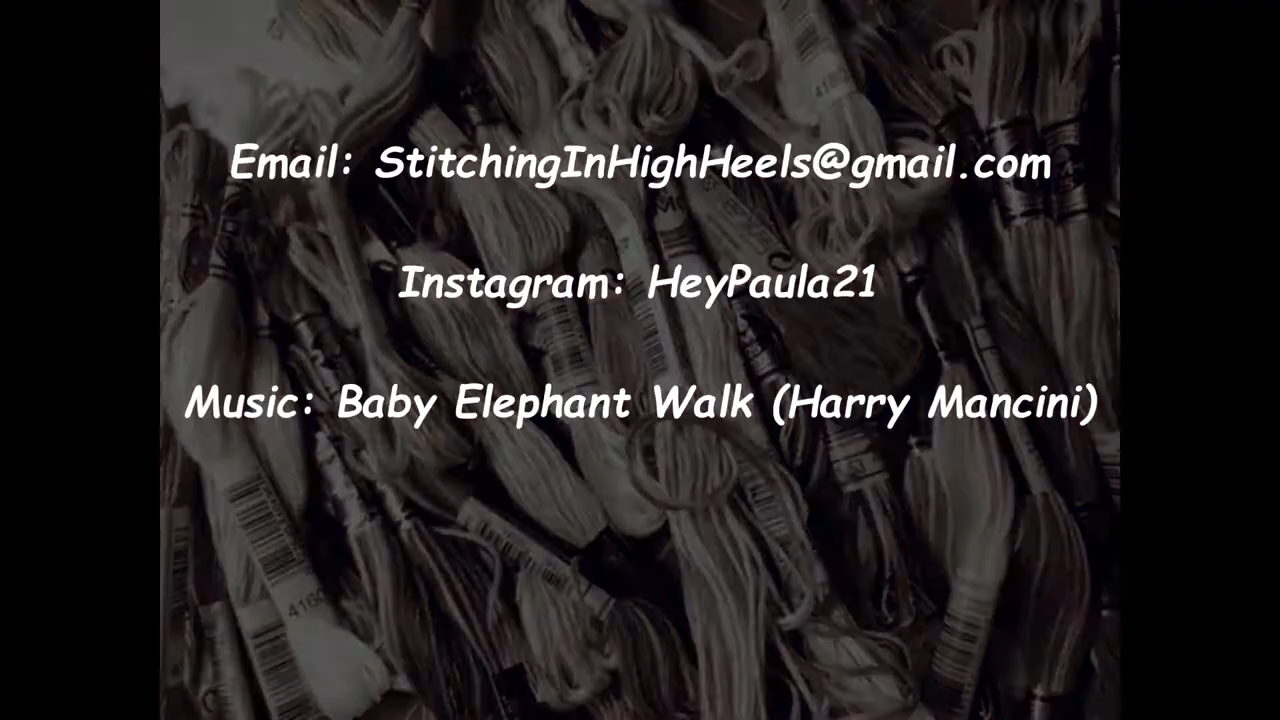 Email: StitchingInHighHeels@gmail.com
Instagram: HeyPaula21
Music: Baby Elephant Walk (Harry Mancini)